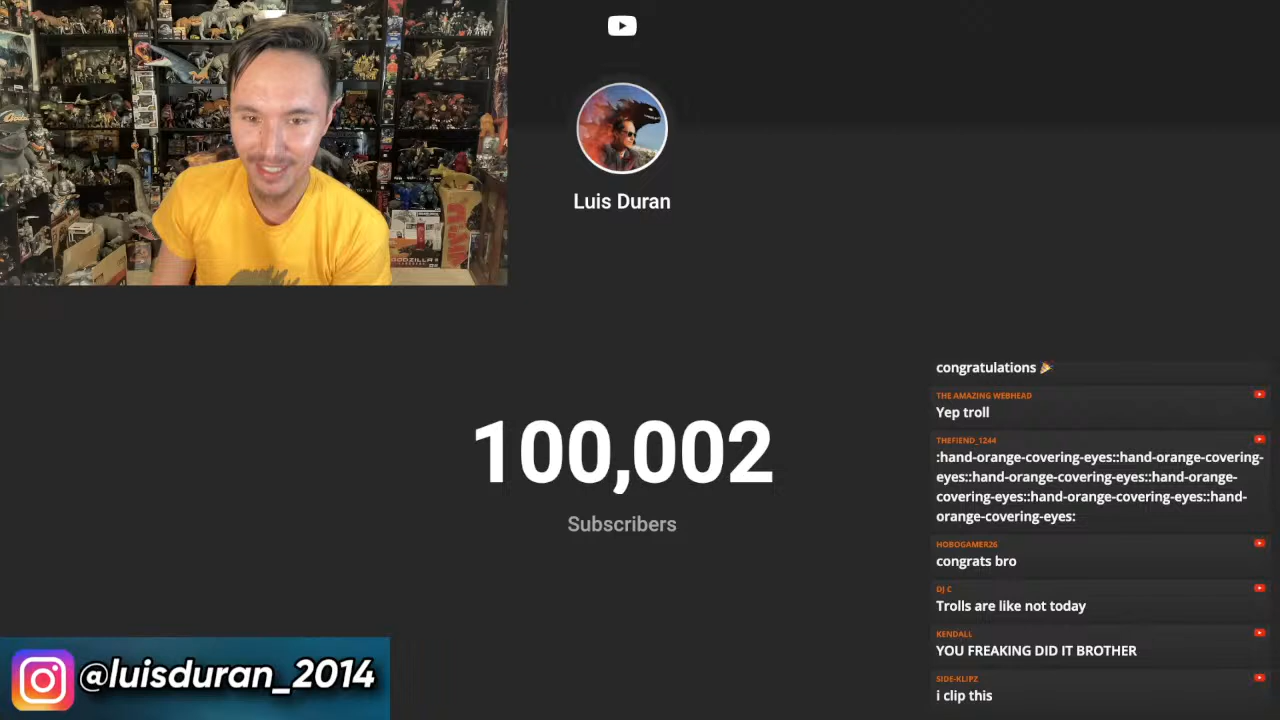 Luis Duran
100,002
Subscribers
congratulations 🎉
THE AMAZING WEBHEAD
Yep troll
THEFIEND_1244
:hand-orange-covering-eyes::hand-orange-covering-
eyes::hand-orange-covering-eyes::hand-orange-
covering-eyes::hand-orange-covering-eyes::hand-
orange-covering-eyes:
HOBOGAMER26
congrats bro
DJ C
Trolls are like not today
KENDALL
YOU FREAKING DID IT BROTHER
SIDE-KLIPZ
i clip this
GODZILLA
@luisduran_2014